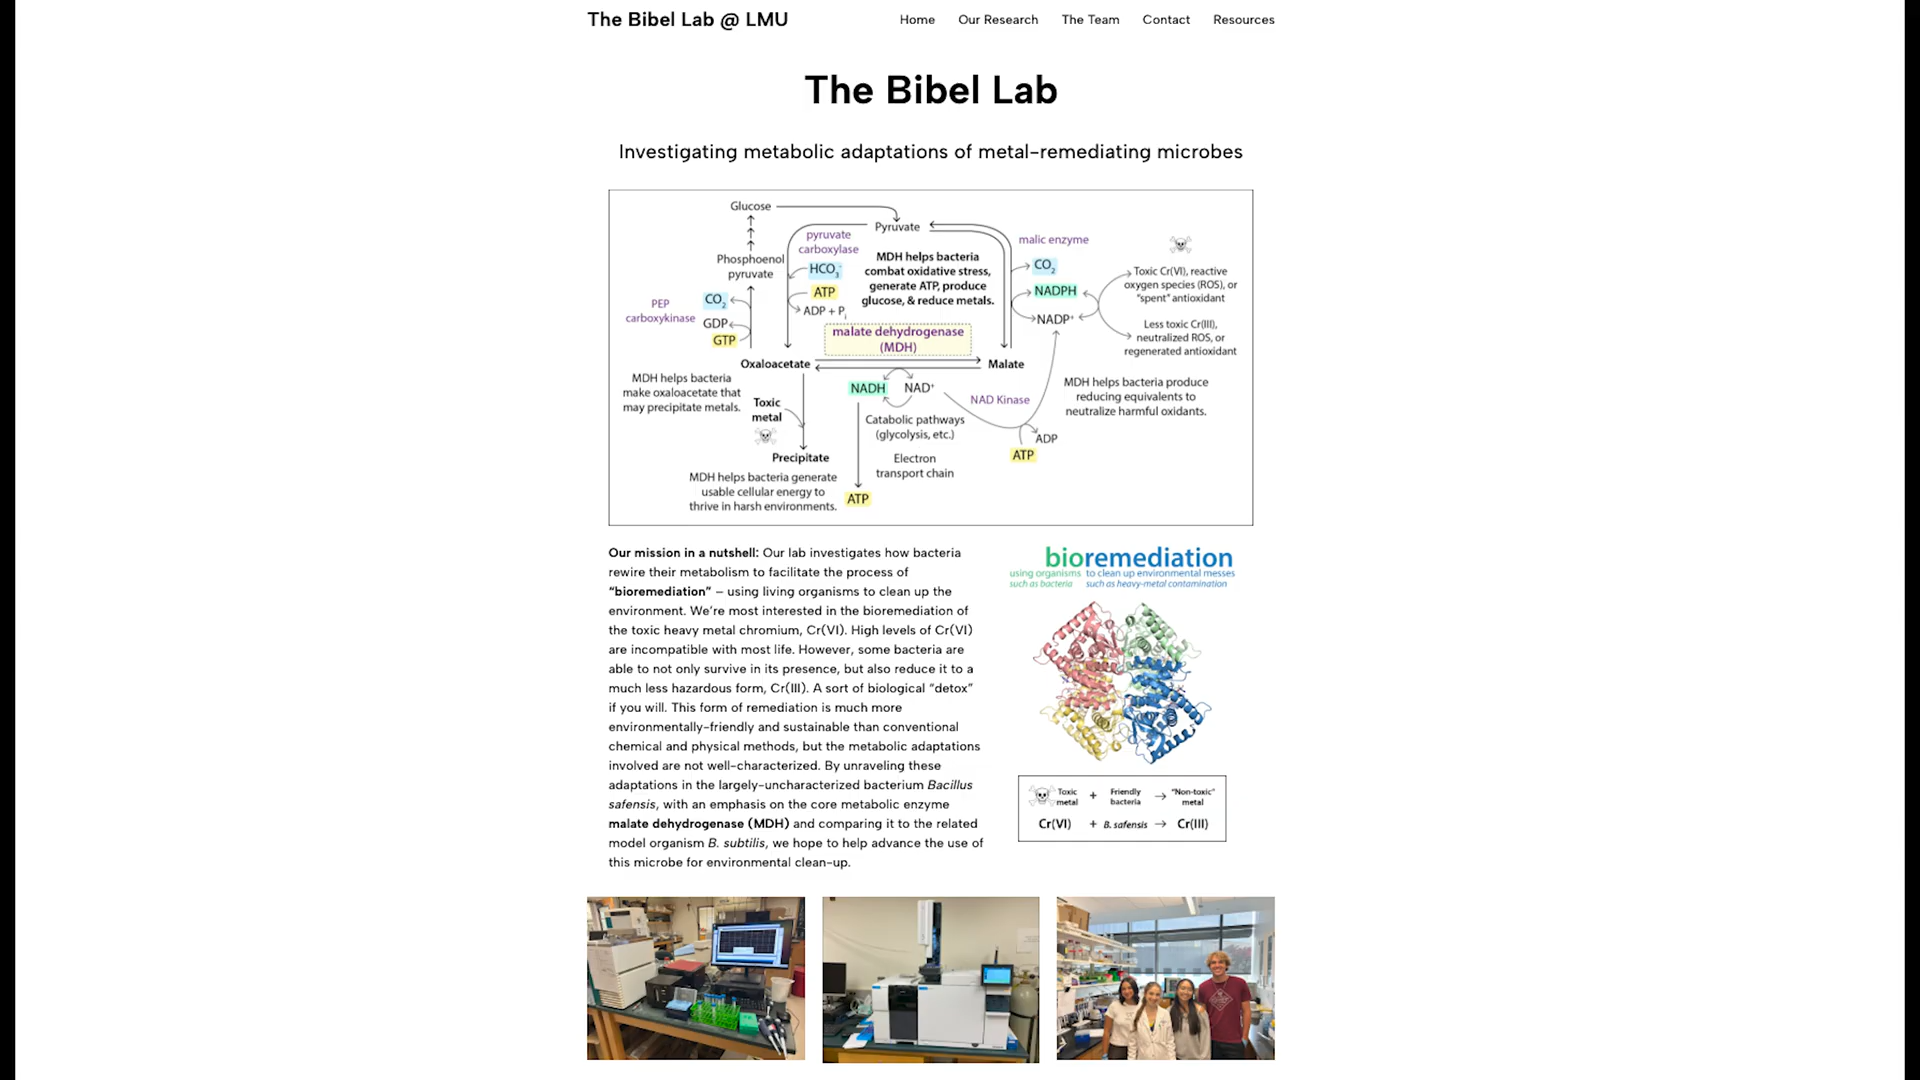 The Bibel Lab @ LMU
Home Our Research The Team Contact Resources
The Bibel Lab
Investigating metabolic adaptations of metal-remediating microbes
Glucose
Pyruvate
pyruvate
carboxylase
HCO3-
ATP
ADP + Pi
Phosphoenol
pyruvate
PEP
carboxykinase
CO2
GDP
GTP
MDH helps bacteria
combat oxidative stress,
generate ATP, produce
glucose, & reduce metals.
malate dehydrogenase
(MDH)
malic enzyme
CO2
NADPH
NADP+
Toxic Cr(VI), reactive
oxygen species (ROS), or
“spent” antioxidant
Less toxic Cr(III),
neutralized ROS, or
regenerated antioxidant
Oxaloacetate
Malate
MDH helps bacteria
make oxaloacetate that
may precipitate metals.
Toxic
metal
Precipitate
NADH
NAD+
Catabolic pathways
(glycolysis, etc.)
Electron
transport chain
NAD Kinase
ADP
ATP
MDH helps bacteria produce
reducing equivalents to
neutralize harmful oxidants.
MDH helps bacteria generate
usable cellular energy to
thrive in harsh environments.
ATP
Our mission in a nutshell: Our lab investigates how bacteria
rewire their metabolism to facilitate the process of
“bioremediation” – using living organisms to clean up the
environment. We’re most interested in the bioremediation of
the toxic heavy metal chromium, Cr(VI). High levels of Cr(VI)
are incompatible with most life. However, some bacteria are
able to not only survive in its presence, but also reduce it to a
much less hazardous form, Cr(III). A sort of biological “detox”
if you will. This form of remediation is much more
environmentally-friendly and sustainable than conventional
chemical and physical methods, but the metabolic adaptations
involved are not well-characterized. By unraveling these
adaptations in the largely-uncharacterized bacterium Bacillus
safensis, with an emphasis on the core metabolic enzyme
malate dehydrogenase (MDH) and comparing it to the related
model organism B. subtilis, we hope to help advance the use of
this microbe for environmental clean-up.
bioremediation
using organisms to clean up environmental messes
such as bacteria such as heavy-metal contamination
Toxic
metal
+
Friendly
bacteria
→
“Non-toxic”
metal
Cr(VI) + B. safensis → Cr(III)